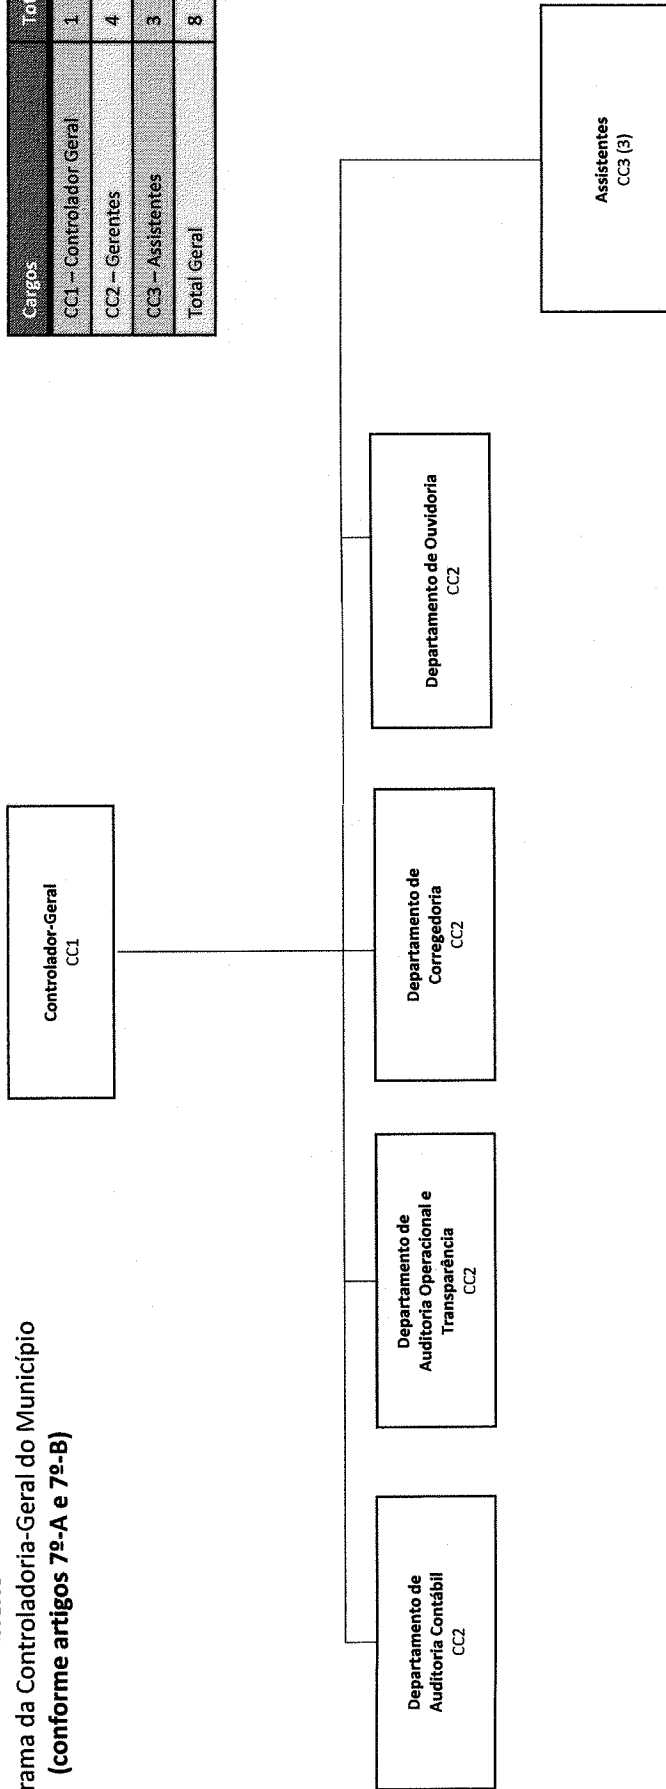 rama da Controladoria-Geral do Município
(conforme artigos 7º-A e 7º-B)
Cargos
CC1 – Controlador Geral 1
CC2 – Gerentes 4
CC3 – Assistentes 3
Total Geral 8
Controlador-Geral
CC1
Departamento de
Auditoria Contábil
CC2
Departamento de
Auditoria Operacional e
Transparência
CC2
Departamento de
Corregedoria
CC2
Departamento de Ouvidoria
CC2
Assistentes
CC3 (3)